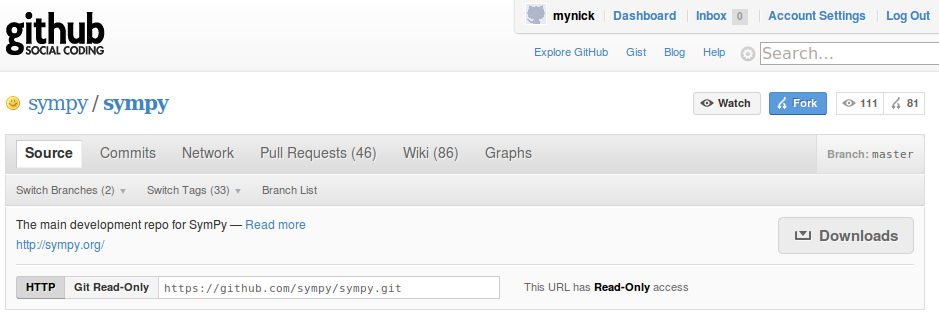 github
SOCIAL CODING
mynick Dashboard Inbox 0 Account Settings Log Out
Explore GitHub Gist Blog Help Search...
sympy / sympy
Watch Fork 111 81
Source Commits Network Pull Requests (46) Wiki (86) Graphs Branch: master
Switch Branches (2) Switch Tags (33) Branch List
The main development repo for SymPy — Read more
http://sympy.org/
Downloads
HTTP Git Read-Only https://github.com/sympy/sympy.git This URL has Read-Only access